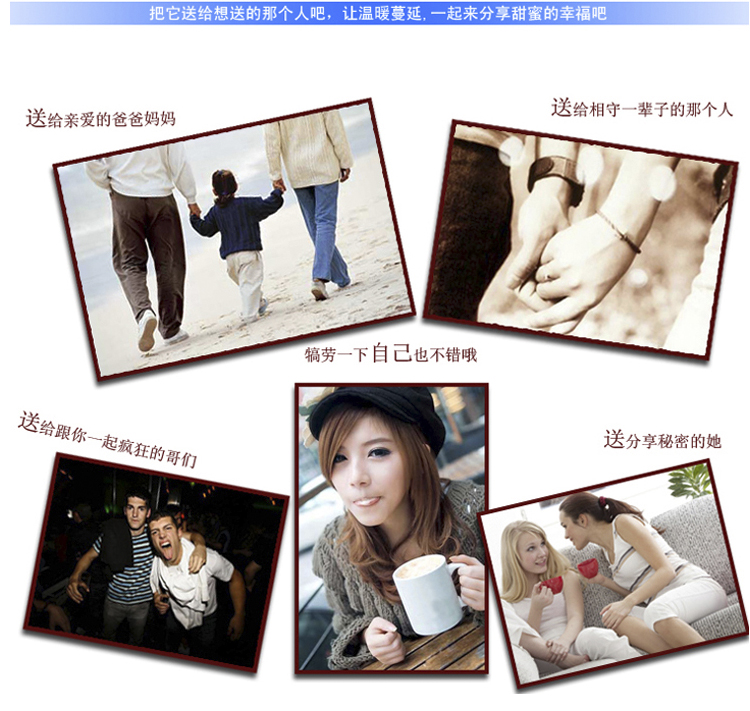 把它送给想送的那个人吧，让温暖蔓延，一起来分享甜蜜的幸福吧
送给亲爱的爸爸妈妈
送给相守一辈子的那个人
犒劳一下自己也不错哦
送给跟你一起疯狂的哥们
送分享秘密的她